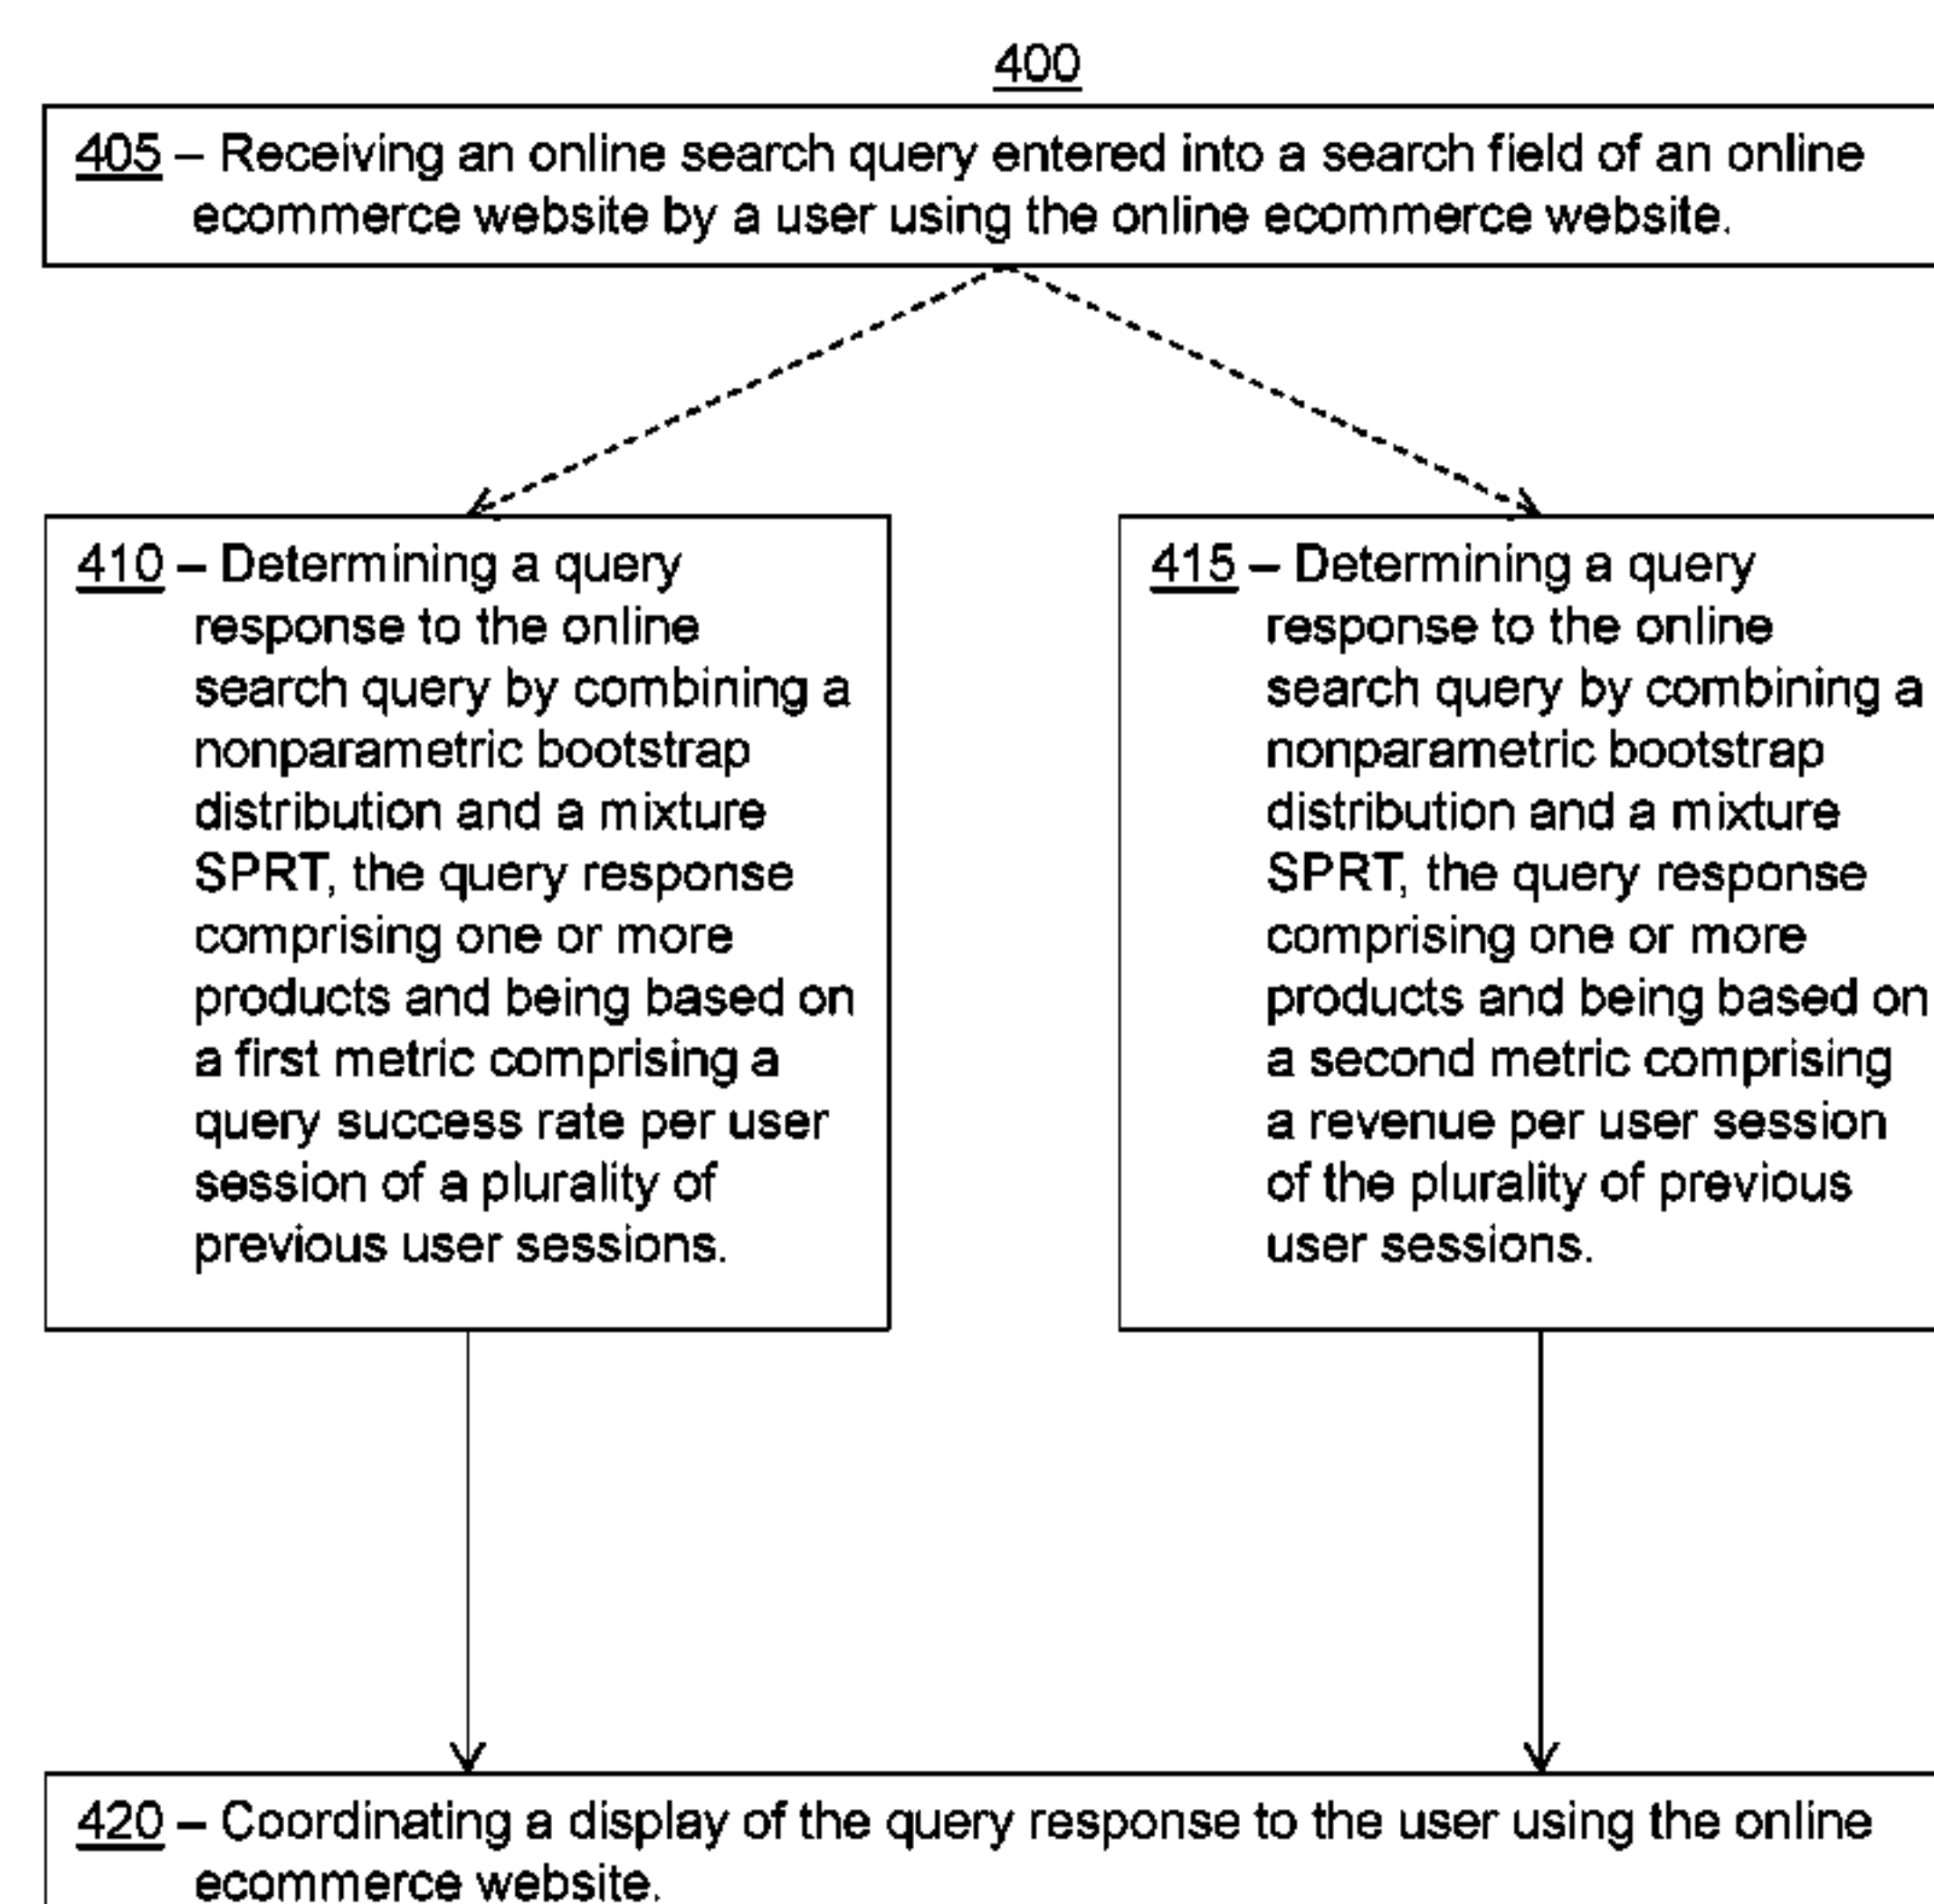 400
405 – Receiving an online search query entered into a search field of an online
ecommerce website by a user using the online ecommerce website.
410 – Determining a query
response to the online
search query by combining a
nonparametric bootstrap
distribution and a mixture
SPRT, the query response
comprising one or more
products and being based on
a first metric comprising a
query success rate per user
session of a plurality of
previous user sessions.
415 – Determining a query
response to the online
search query by combining a
nonparametric bootstrap
distribution and a mixture
SPRT, the query response
comprising one or more
products and being based on
a second metric comprising
a revenue per user session
of the plurality of previous
user sessions.
420 – Coordinating a display of the query response to the user using the online
ecommerce website.